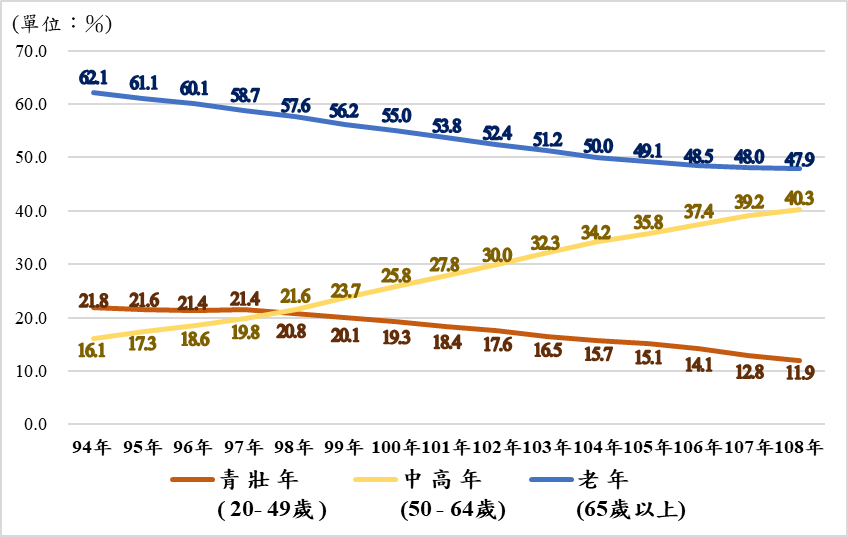 (單位：%)
70.0
62.1 61.1 60.1 58.7 57.6 56.2 55.0 53.8 52.4 51.2 50.0 49.1 48.5 48.0 47.9
60.0
50.0
40.0
16.1 17.3 18.6 19.8 21.6 23.7 25.8 27.8 30.0 32.3 34.2 35.8 37.4 39.2 40.3
30.0
21.8 21.6 21.4 21.4 20.8 20.1 19.3 18.4 17.6 16.5 15.7 15.1 14.1 12.8 11.9
20.0
10.0
0.0
94年 95年 96年 97年 98年 99年 100年 101年 102年 103年 104年 105年 106年 107年 108年
青壯年 中高年 老年
(20-49歲) (50-64歲) (65歲以上)